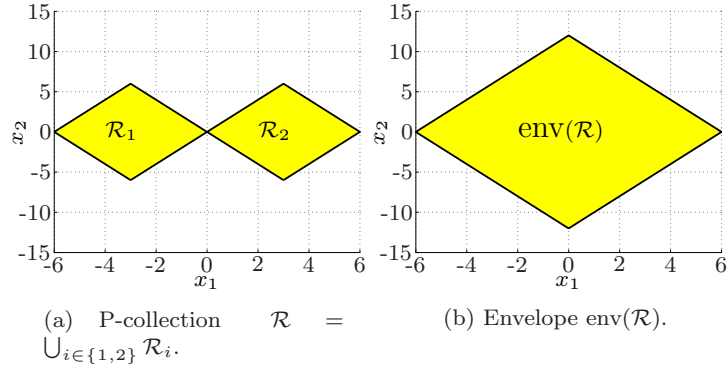 15
10
5
0
-5
-10
-15
x₂
ℛ₁
ℛ₂
-6 -4 -2 0 2 4 6
x₁
15
10
5
0
-5
-10
-15
x₂
env(ℛ)
-6 -4 -2 0 2 4 6
x₁
(a) P-collection ℛ =
⋃i∈{1,2} ℛi.
(b) Envelope env(ℛ).